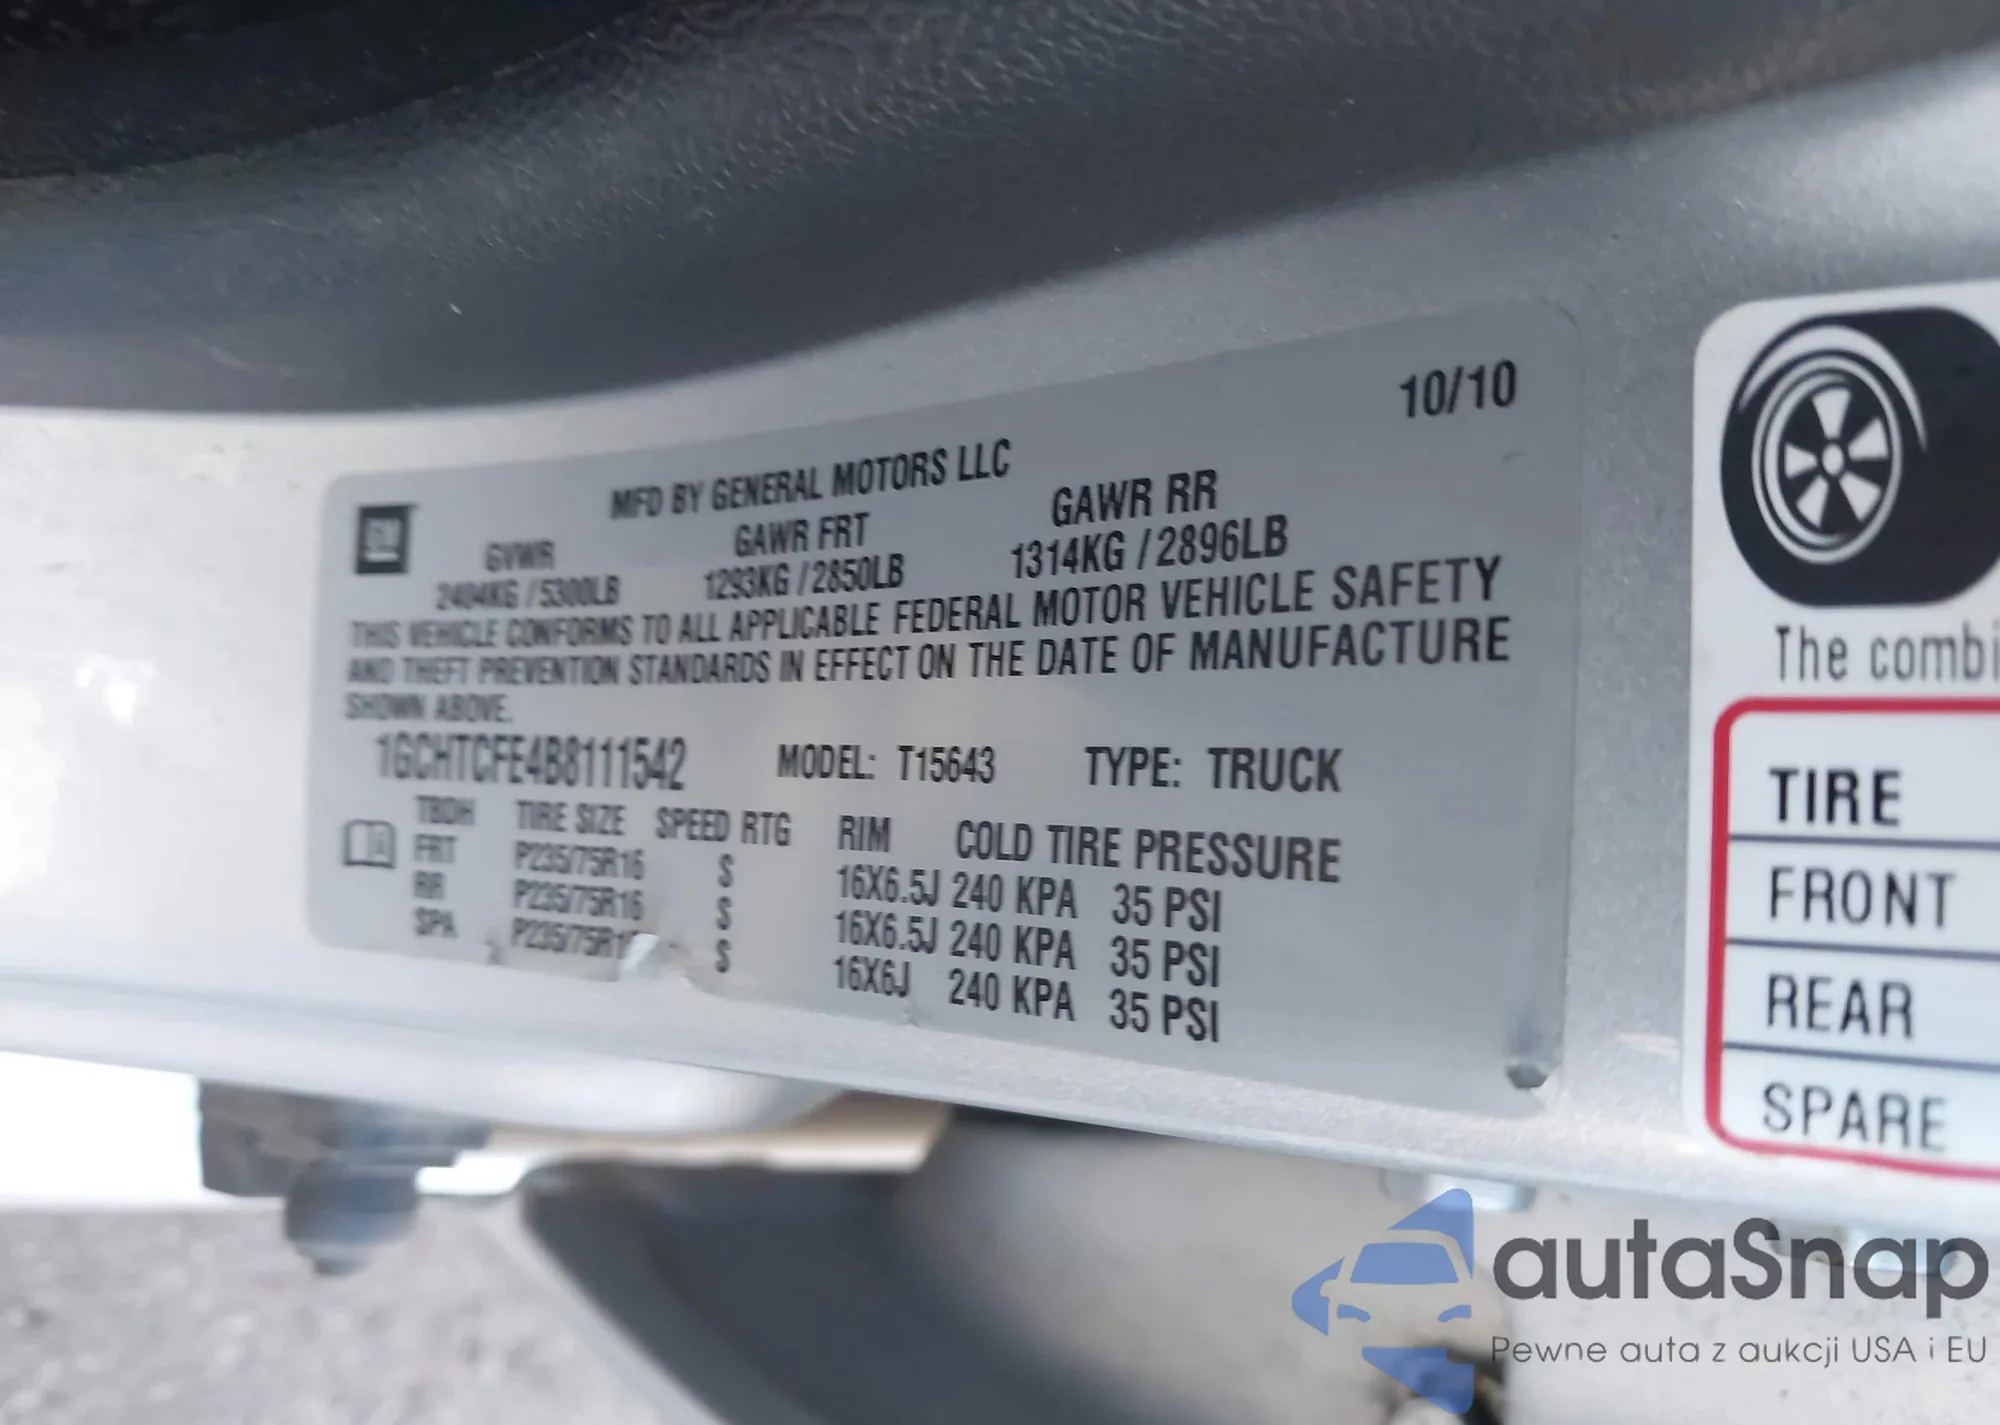 10/10
MFD BY GENERAL MOTORS LLC
GM
GVWR GAWR FRT GAWR RR
2404KG / 5300LB 1293KG / 2850LB 1314KG / 2896LB
THIS VEHICLE CONFORMS TO ALL APPLICABLE FEDERAL MOTOR VEHICLE SAFETY
AND THEFT PREVENTION STANDARDS IN EFFECT ON THE DATE OF MANUFACTURE
SHOWN ABOVE.
1GCHTCFE4B8111542 MODEL: T15643 TYPE: TRUCK
TBDH TIRE SIZE SPEED RTG RIM COLD TIRE PRESSURE
FRT P235/75R16 S 16X6.5J 240 KPA 35 PSI
RR P235/75R16 S 16X6.5J 240 KPA 35 PSI
SPA P235/75R1 S 16X6J 240 KPA 35 PSI
The combi
TIRE
FRONT
REAR
SPARE
autaSnap
Pewne auta z aukcji USA i EU